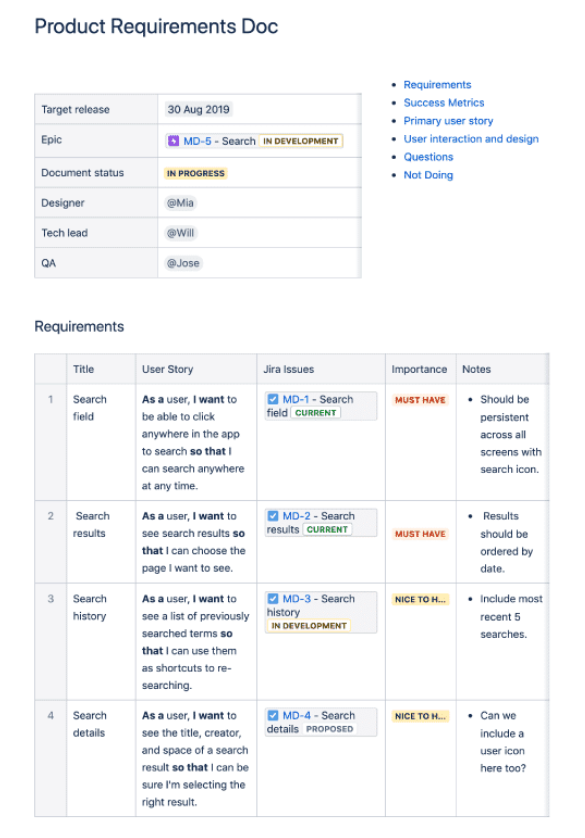 Product Requirements Doc
Target release 30 Aug 2019
Epic MD-5 - Search IN DEVELOPMENT
Document status IN PROGRESS
Designer @Mia
Tech lead @Will
QA @Jose
Requirements
Success Metrics
Primary user story
User interaction and design
Questions
Not Doing
Requirements
Title User Story Jira Issues Importance Notes
1
Search
field
As a user, I want to
be able to click
anywhere in the app
to search so that I
can search anywhere
at any time.
MD-1 - Search
field CURRENT
MUST HAVE
Should be
persistent
across all
screens with
search icon.
2
Search
results
As a user, I want to
see search results so
that I can choose the
page I want to see.
MD-2 - Search
results CURRENT
MUST HAVE
Results
should be
ordered by
date.
3
Search
history
As a user, I want to
see a list of previously
searched terms so
that I can use them
as shortcuts to re-
searching.
MD-3 - Search
history
IN DEVELOPMENT
NICE TO H...
Include most
recent 5
searches.
4
Search
details
As a user, I want to
see the title, creator,
and space of a search
result so that I can be
sure I'm selecting the
right result.
MD-4 - Search
details PROPOSED
NICE TO H...
Can we
include a
user icon
here too?